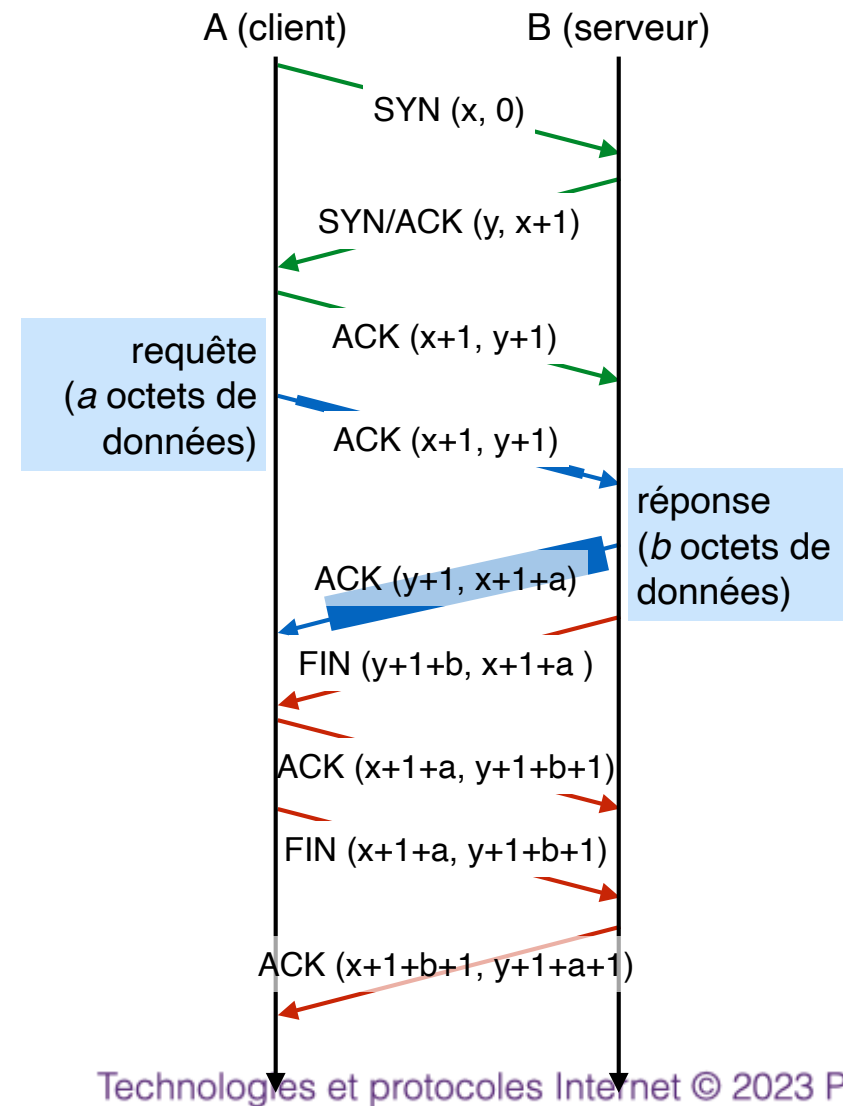 A (client)
B (serveur)
SYN (x, 0)
SYN/ACK (y, x+1)
ACK (x+1, y+1)
requête
(a octets de
données)
ACK (x+1, y+1)
réponse
(b octets de
données)
ACK (y+1, x+1+a)
FIN (y+1+b, x+1+a )
ACK (x+1+a, y+1+b+1)
FIN (x+1+a, y+1+b+1)
ACK (x+1+b+1, y+1+a+1)
Technologies et protocoles Internet © 2023 P